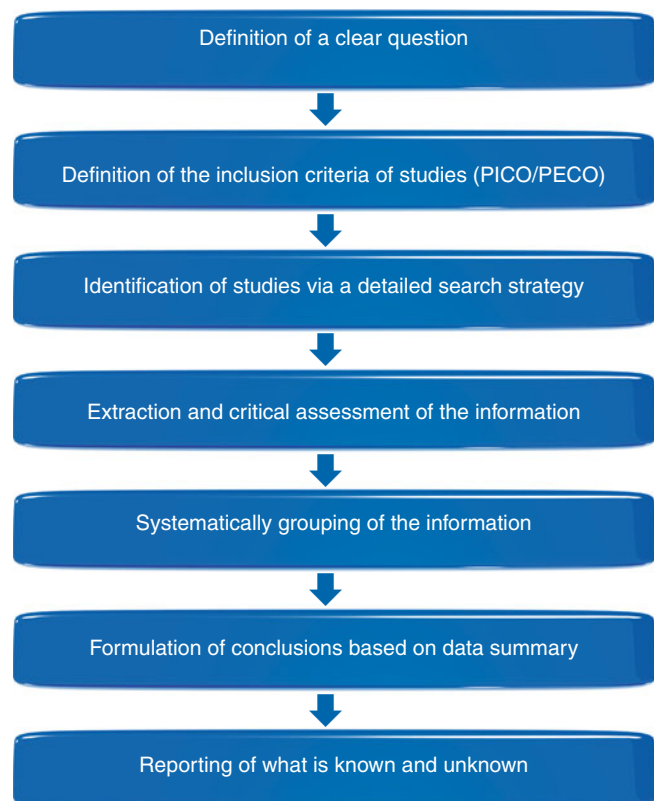 Definition of a clear question
Definition of the inclusion criteria of studies (PICO/PECO)
Identification of studies via a detailed search strategy
Extraction and critical assessment of the information
Systematically grouping of the information
Formulation of conclusions based on data summary
Reporting of what is known and unknown